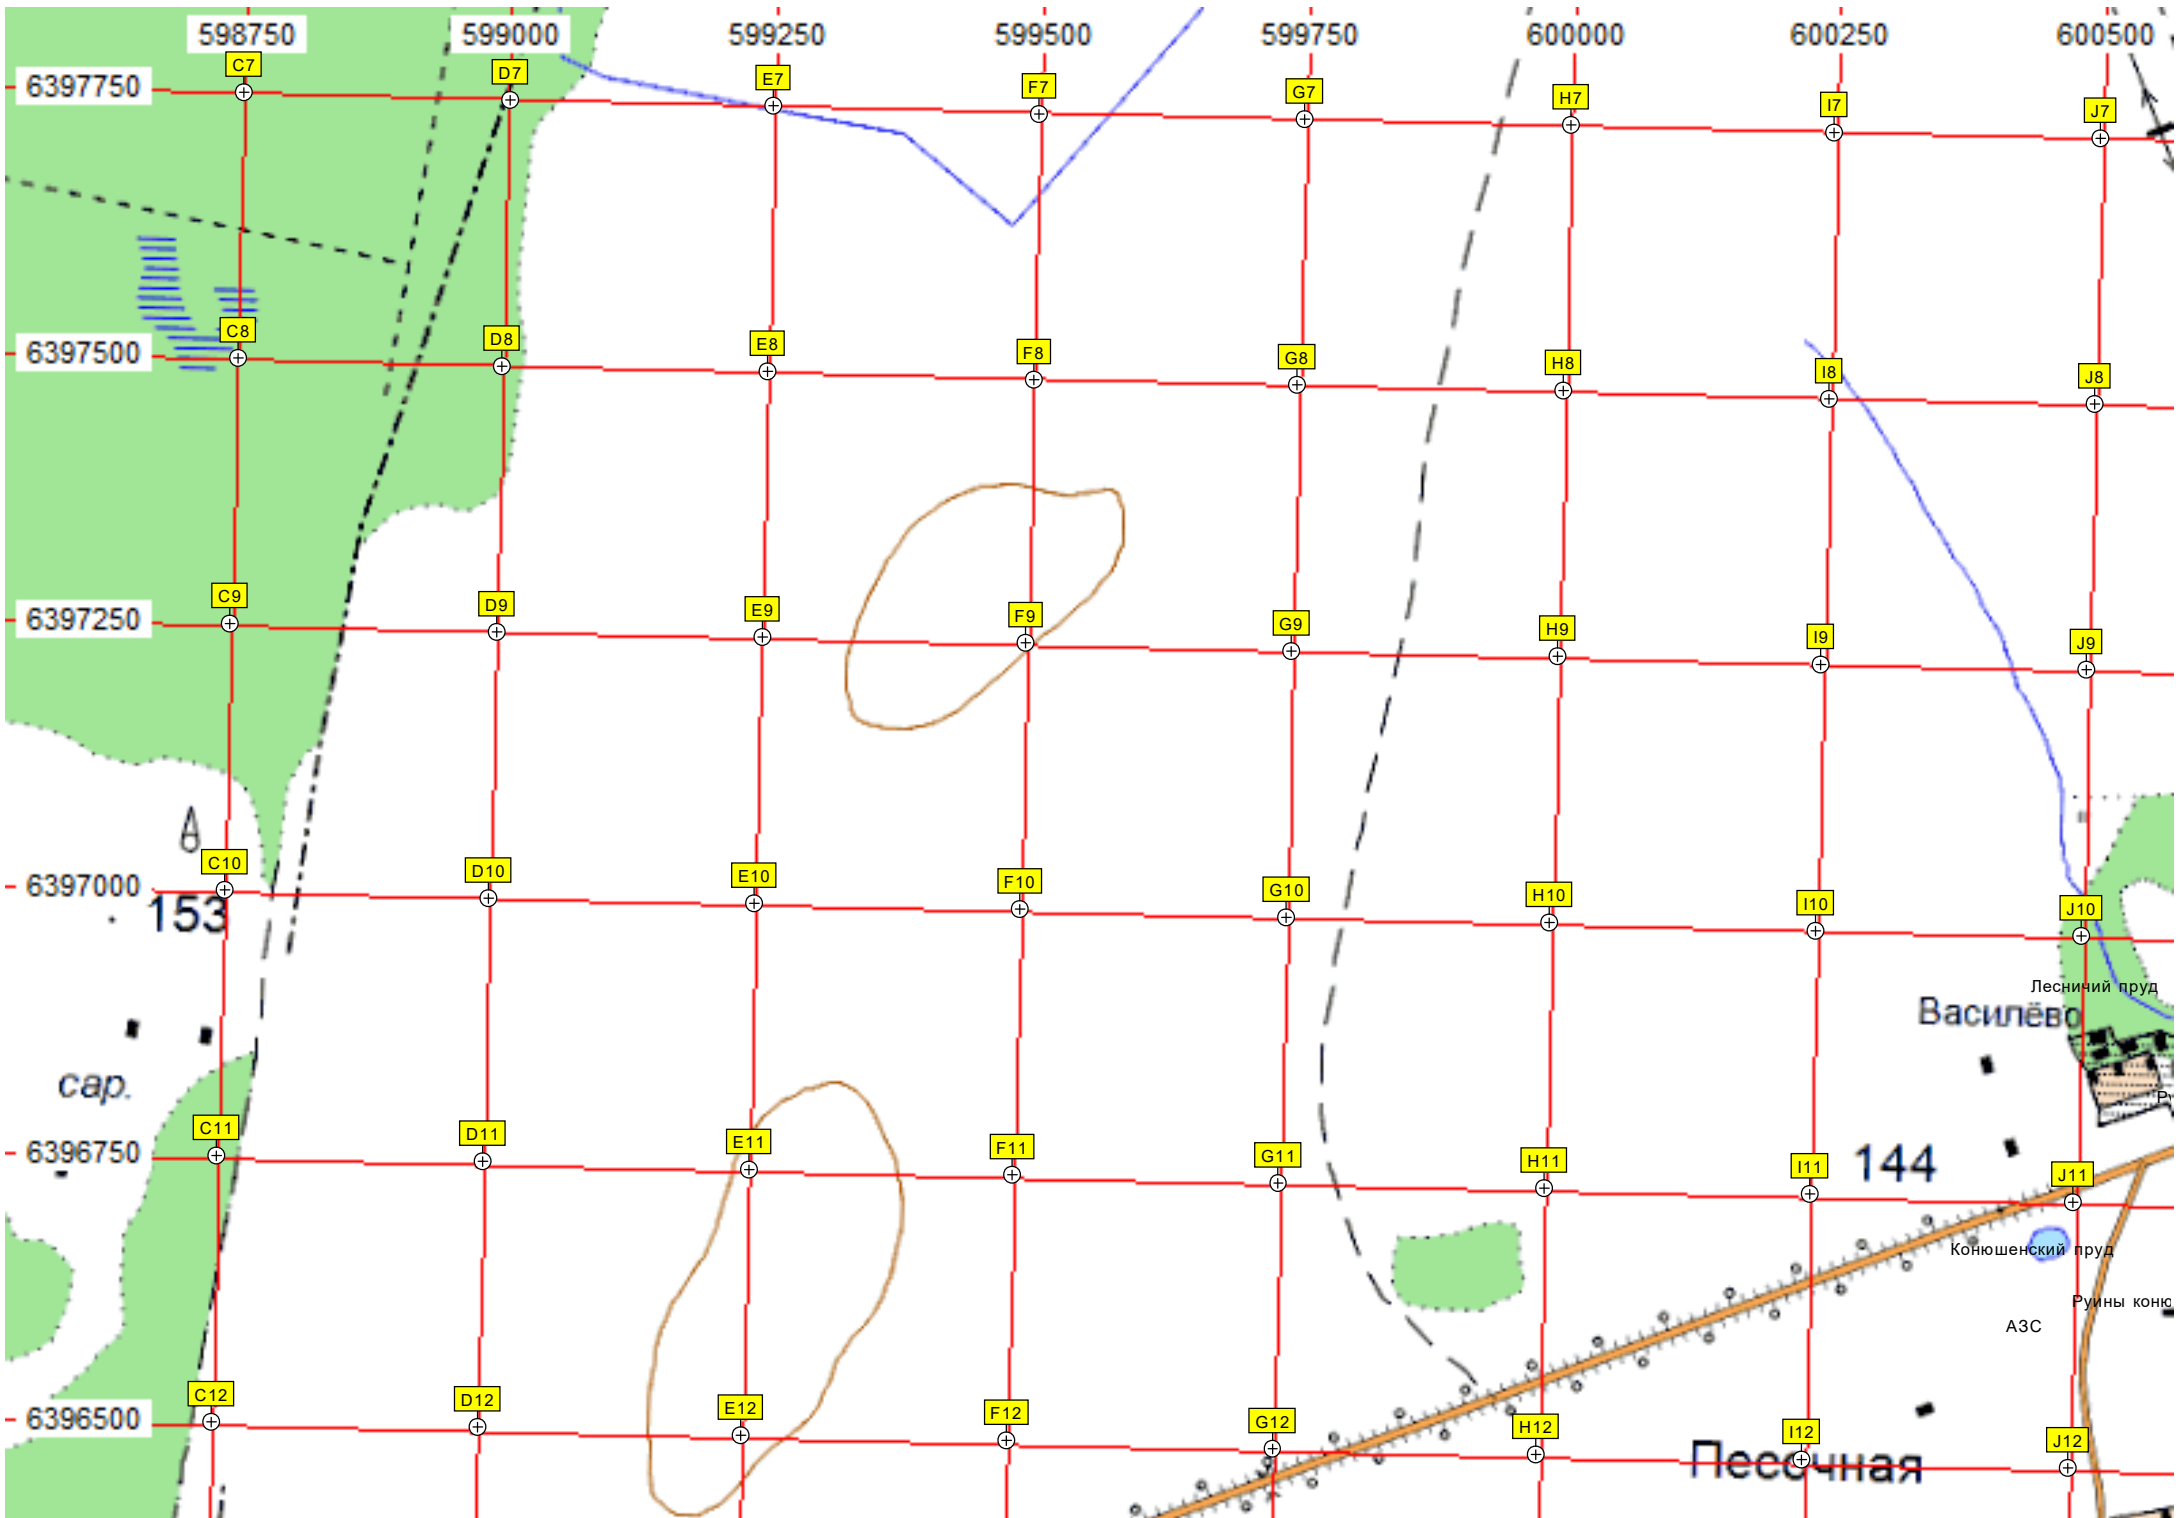 598750 599000 599250 599500 599750 600000 600250 600500
C7 D7 E7 F7 G7 H7 I7 J7
6397750
C8 D8 E8 F8 G8 H8 I8 J8
6397500
C9 D9 E9 F9 G9 H9 I9 J9
6397250
C10 D10 E10 F10 G10 H10 I10 J10
6397000
153
Лесничий пруд
Василёво
сар.
C11 D11 E11 F11 G11 H11 I11 J11
6396750
144
Конюшенский пруд
Руины коню
АЗС
C12 D12 E12 F12 G12 H12 I12 J12
6396500
Песочная